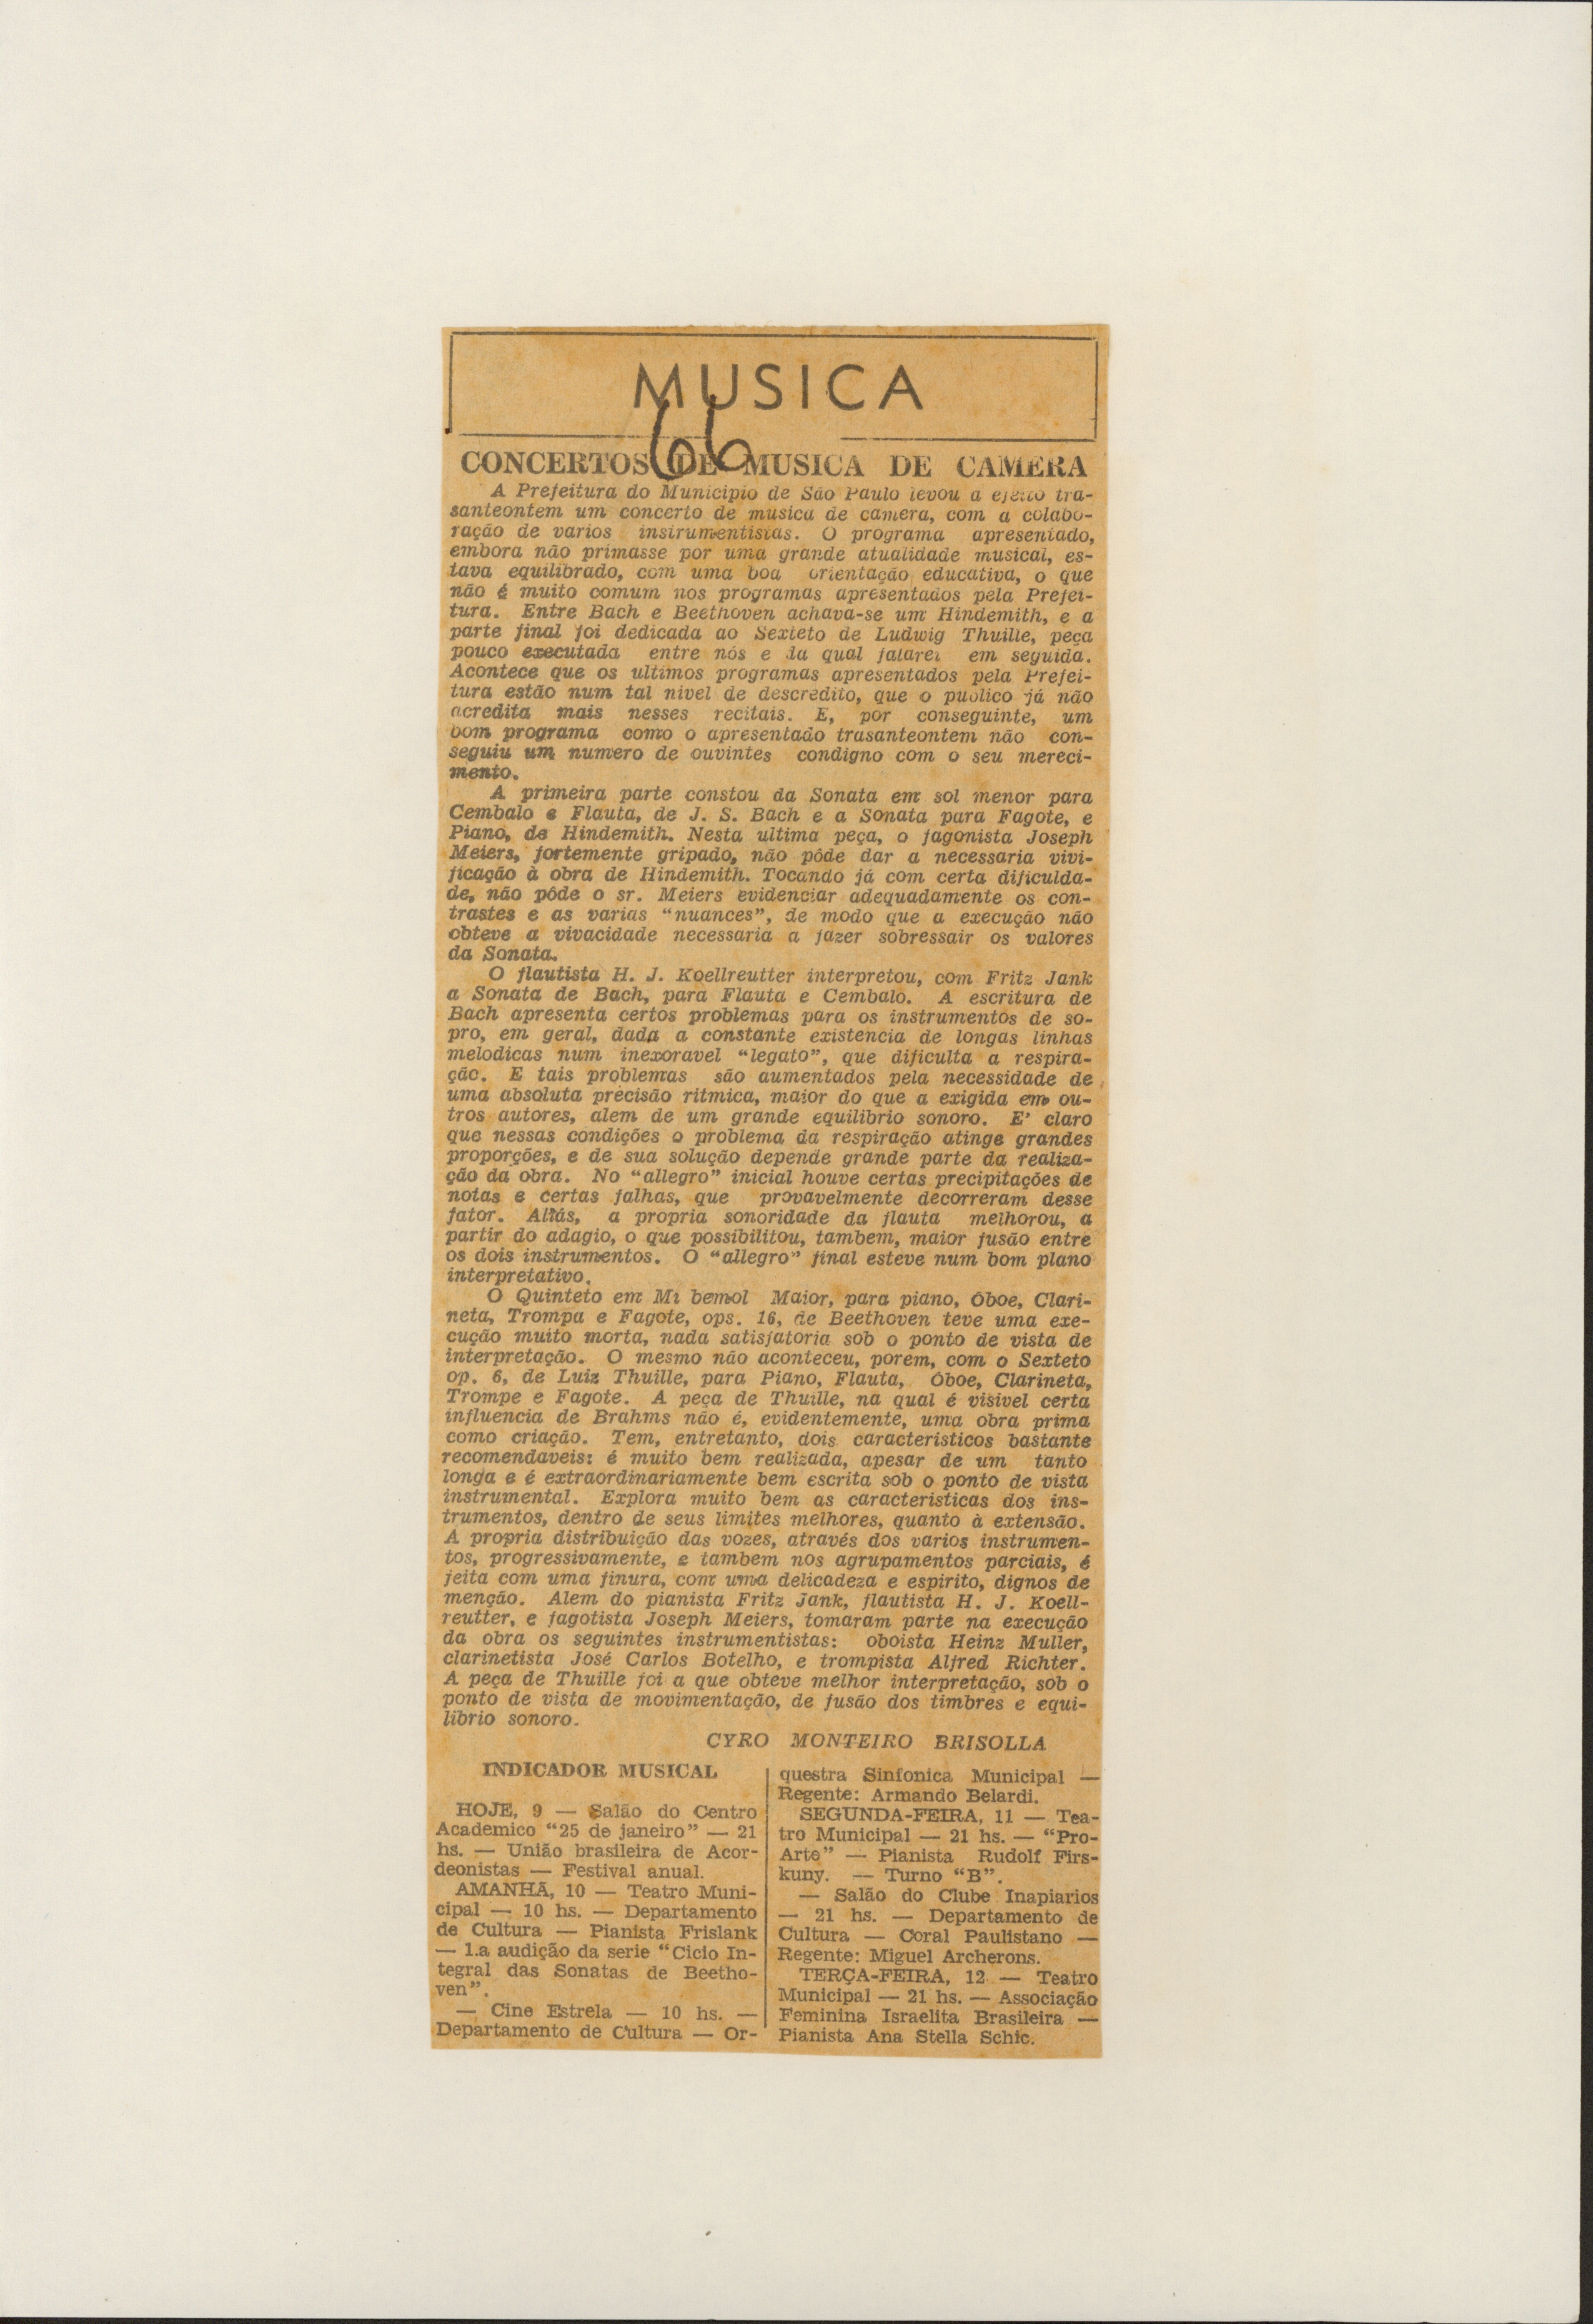 MUSICA
66
CONCERTOS DE MUSICA DE CAMERA
A Prefeitura do Municipio de São Paulo levou a efeito tra-
santeontem um concerto de musica de camera, com a colabo-
ração de varios instrumentistas. O programa apresentado,
embora não primasse por uma grande atualidade musical, es-
tava equilibrado, com uma boa orientação educativa, o que
não é muito comum nos programas apresentados pela Prefei-
tura. Entre Bach e Beethoven achava-se um Hindemith, e a
parte final foi dedicada ao Sexteto de Ludwig Thuille, peça
pouco executada entre nós e da qual falarei em seguida.
Acontece que os ultimos programas apresentados pela Prefei-
tura estão num tal nivel de descredito, que o publico já não
acredita mais nesses recitais. E, por conseguinte, um
bom programa como o apresentado trasanteontem não con-
seguiu um numero de ouvintes condigno com o seu mereci-
mento.
A primeira parte constou da Sonata em sol menor para
Cembalo e Flauta, de J. S. Bach e a Sonata para Fagote, e
Piano, de Hindemith. Nesta ultima peça, o fagonista Joseph
Meiers, fortemente gripado, não pôde dar a necessaria vivi-
ficação à obra de Hindemith. Tocando já com certa dificulda-
de, não pôde o sr. Meiers evidenciar adequadamente os con-
trastes e as varias "nuances", de modo que a execução não
obteve a vivacidade necessaria a fazer sobressair os valores
da Sonata.
O flautista H. J. Koellreutter interpretou, com Fritz Jank
a Sonata de Bach, para Flauta e Cembalo. A escritura de
Bach apresenta certos problemas para os instrumentos de so-
pro, em geral, dada a constante existencia de longas linhas
melodicas num inexoravel "legato", que dificulta a respira-
ção. E tais problemas são aumentados pela necessidade de
uma absoluta precisão ritmica, maior do que a exigida em ou-
tros autores, alem de um grande equilibrio sonoro. E' claro
que nessas condições o problema da respiração atinge grandes
proporções, e de sua solução depende grande parte da realiza-
ção da obra. No "allegro" inicial houve certas precipitações de
notas e certas falhas, que provavelmente decorreram desse
fator. Aliás, a propria sonoridade da flauta melhorou, a
partir do adagio, o que possibilitou, tambem, maior fusão entre
os dois instrumentos. O "allegro" final esteve num bom plano
interpretativo.
O Quinteto em Mi bemol Maior, para piano, Óboe, Clari-
neta, Trompa e Fagote, ops. 16, de Beethoven teve uma exe-
cução muito morta, nada satisfatoria sob o ponto de vista de
interpretação. O mesmo não aconteceu, porem, com o Sexteto
op. 6, de Luiz Thuille, para Piano, Flauta, Óboe, Clarineta,
Trompe e Fagote. A peça de Thuille, na qual é visivel certa
influencia de Brahms não é, evidentemente, uma obra prima
como criação. Tem, entretanto, dois caracteristicos bastante
recomendaveis: é muito bem realizada, apesar de um tanto
longa e é extraordinariamente bem escrita sob o ponto de vista
instrumental. Explora muito bem as caracteristicas dos ins-
trumentos, dentro de seus limites melhores, quanto à extensão.
A propria distribuição das vozes, através dos varios instrumen-
tos, progressivamente, e tambem nos agrupamentos parciais, é
feita com uma finura, com uma delicadeza e espirito, dignos de
menção. Alem do pianista Fritz Jank, flautista H. J. Koell-
reutter, e fagotista Joseph Meiers, tomaram parte na execução
da obra os seguintes instrumentistas: oboista Heinz Muller,
clarinetista José Carlos Botelho, e trompista Alfred Richter.
A peça de Thuille foi a que obteve melhor interpretação, sob o
ponto de vista de movimentação, de fusão dos timbres e equi-
librio sonoro.
CYRO MONTEIRO BRISOLLA
INDICADOR MUSICAL
HOJE, 9 — Salão do Centro
Academico "25 de janeiro" — 21
hs. — União brasileira de Acor-
deonistas — Festival anual.
AMANHÃ, 10 — Teatro Muni-
cipal — 10 hs. — Departamento
de Cultura — Pianista Frislank
— 1.a audição da serie "Ciclo In-
tegral das Sonatas de Beetho-
ven".
— Cine Estrela — 10 hs. —
Departamento de Cultura — Or-
questra Sinfonica Municipal —
Regente: Armando Belardi.
SEGUNDA-FEIRA, 11 — Tea-
tro Municipal — 21 hs. — "Pro-
Arte" — Pianista Rudolf Firs-
kuny. — Turno "B".
— Salão do Clube Inapiarios
— 21 hs. — Departamento de
Cultura — Coral Paulistano —
Regente: Miguel Archerons.
TERÇA-FEIRA, 12 — Teatro
Municipal — 21 hs. — Associação
Feminina Israelita Brasileira —
Pianista Ana Stella Schic.